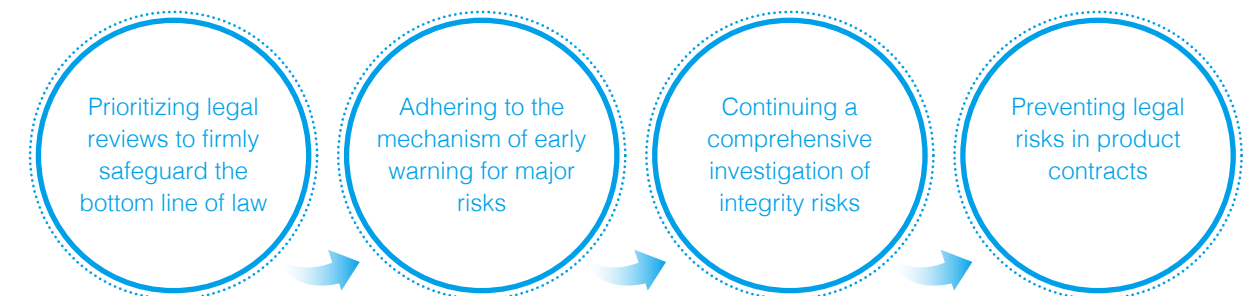 Prioritizing legal
reviews to firmly
safeguard the
bottom line of law
Adhering to the
mechanism of early
warning for major
risks
Continuing a
comprehensive
investigation of
integrity risks
Preventing legal
risks in product
contracts